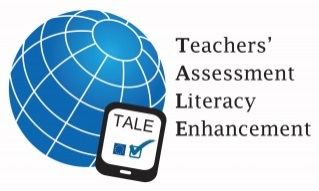 Teachers'
Assessment
Literacy
Enhancement
TALE